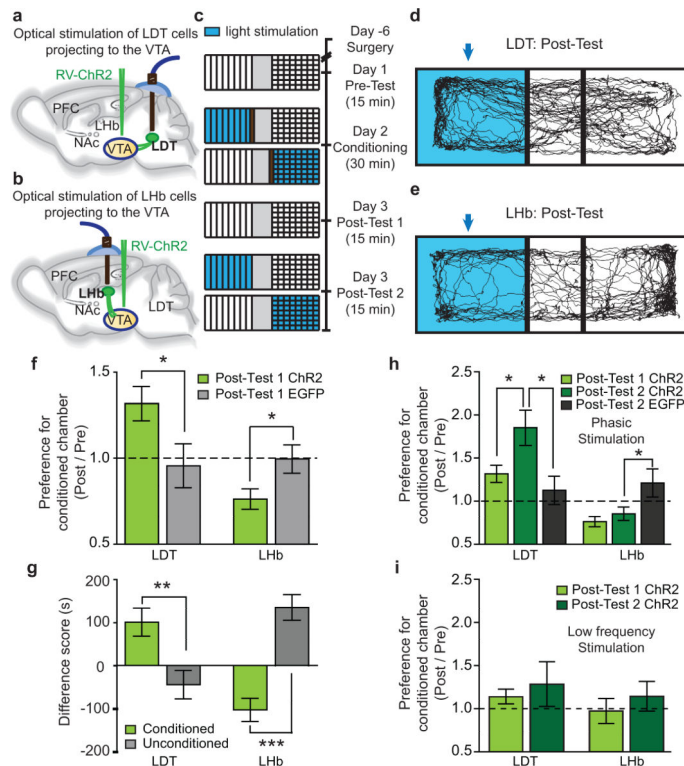 a
Optical stimulation of LDT cells
projecting to the VTA
RV-ChR2
PFC
LHb
NAc
VTA
LDT
b
Optical stimulation of LHb cells
projecting to the VTA
RV-ChR2
PFC
LHb
NAc
VTA
LDT
c
light stimulation
Day -6
Surgery
Day 1
Pre-Test
(15 min)
Day 2
Conditioning
(30 min)
Day 3
Post-Test 1
(15 min)
Day 3
Post-Test 2
(15 min)
d
LDT: Post-Test
e
LHb: Post-Test
f
Preference for
conditioned chamber
(Post / Pre)
1.5
1.0
0.5
*
*
Post-Test 1 ChR2
Post-Test 1 EGFP
LDT
LHb
g
Difference score (s)
200
100
0
-100
-200
**
***
Conditioned
Unconditioned
LDT
LHb
h
Preference for
conditioned chamber
(Post / Pre)
2.5
2.0
1.5
1.0
0.5
*
*
*
Post-Test 1 ChR2
Post-Test 2 ChR2
Post-Test 2 EGFP
Phasic
Stimulation
LDT
LHb
i
Preference for
conditioned chamber
(Post / Pre)
2.5
2.0
1.5
1.0
0.5
Post-Test 1 ChR2
Post-Test 2 ChR2
Low frequency
Stimulation
LDT
LHb